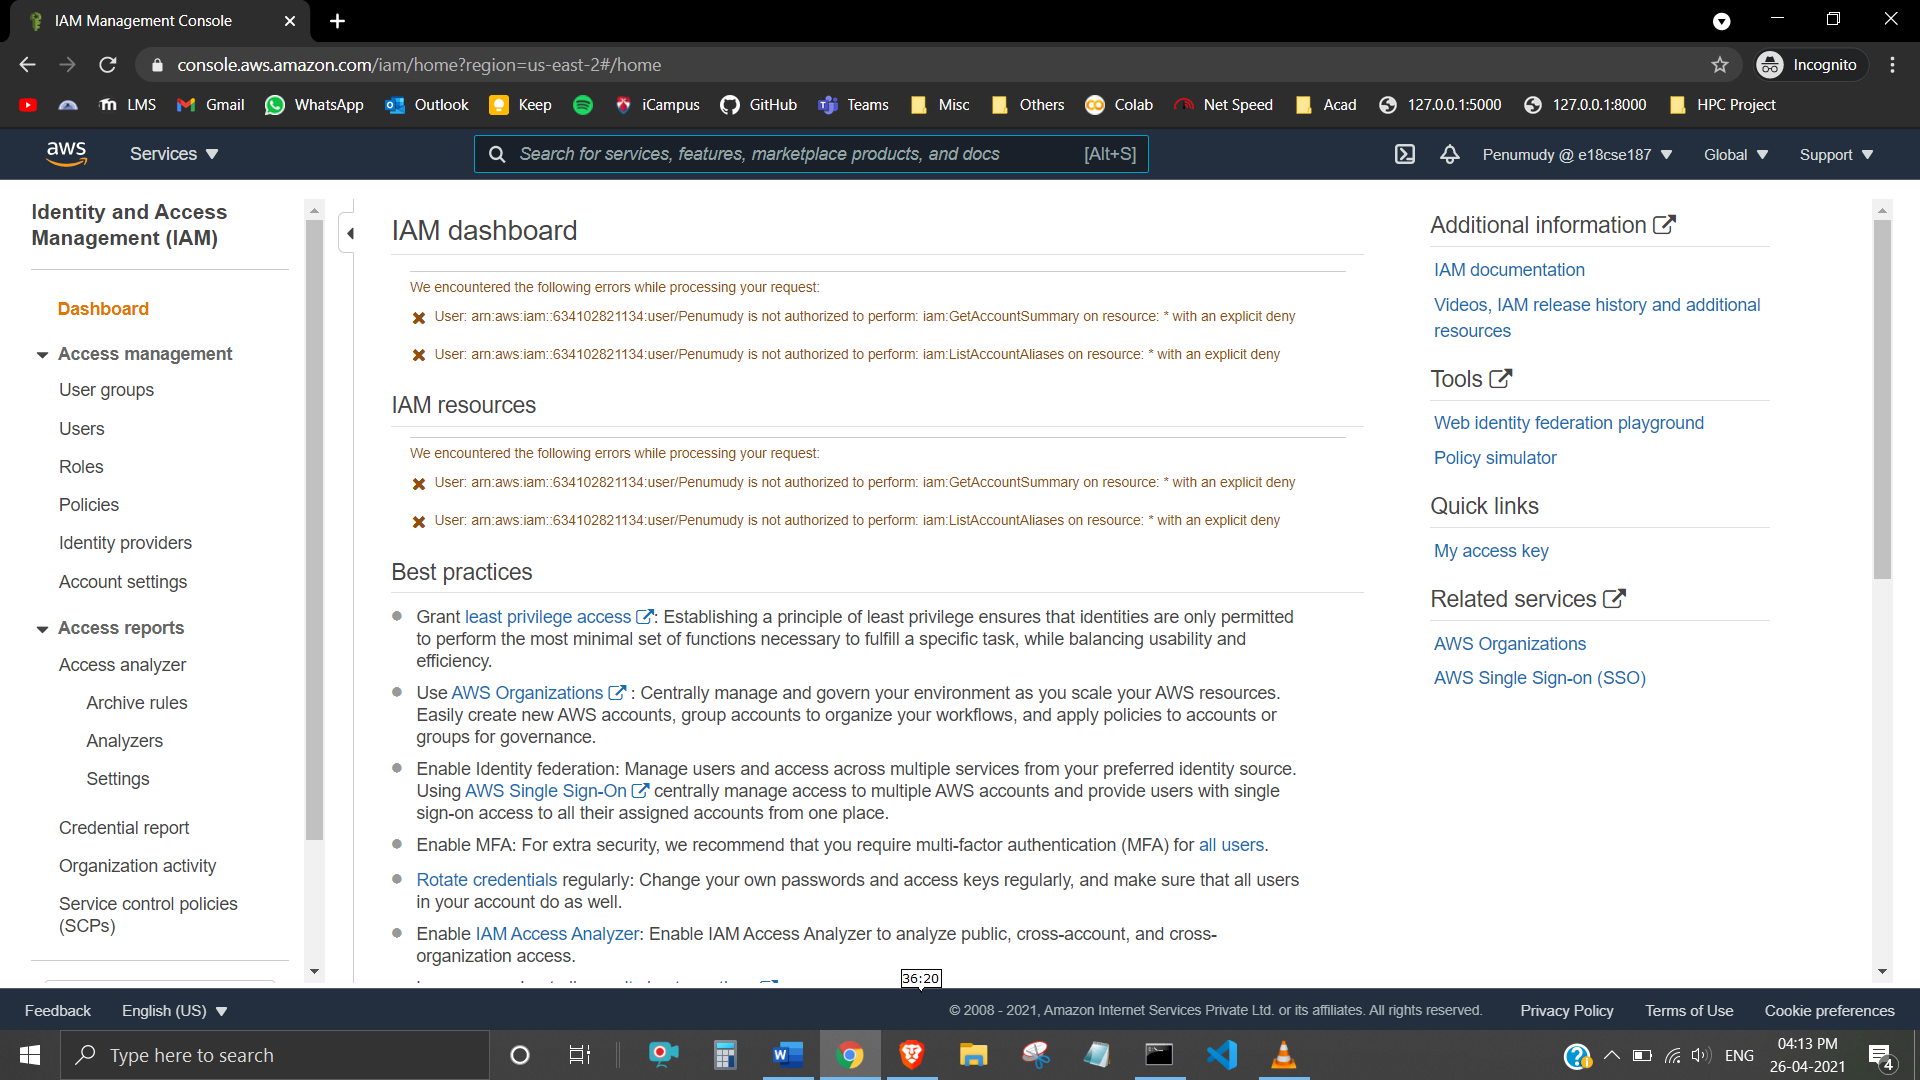 IAM Management Console
console.aws.amazon.com/iam/home?region=us-east-2#/home
Incognito
LMS Gmail WhatsApp Outlook Keep iCampus GitHub Teams Misc Others Colab Net Speed Acad 127.0.0.1:5000 127.0.0.1:8000 HPC Project
aws Services Search for services, features, marketplace products, and docs [Alt+S] Penumudy @ e18cse187 Global Support
Identity and Access
Management (IAM)
Dashboard
Access management
User groups
Users
Roles
Policies
Identity providers
Account settings
Access reports
Access analyzer
Archive rules
Analyzers
Settings
Credential report
Organization activity
Service control policies
(SCPs)
IAM dashboard
We encountered the following errors while processing your request:
User: arn:aws:iam::634102821134:user/Penumudy is not authorized to perform: iam:GetAccountSummary on resource: * with an explicit deny
User: arn:aws:iam::634102821134:user/Penumudy is not authorized to perform: iam:ListAccountAliases on resource: * with an explicit deny
IAM resources
We encountered the following errors while processing your request:
User: arn:aws:iam::634102821134:user/Penumudy is not authorized to perform: iam:GetAccountSummary on resource: * with an explicit deny
User: arn:aws:iam::634102821134:user/Penumudy is not authorized to perform: iam:ListAccountAliases on resource: * with an explicit deny
Best practices
Grant least privilege access : Establishing a principle of least privilege ensures that identities are only permitted
to perform the most minimal set of functions necessary to fulfill a specific task, while balancing usability and
efficiency.
Use AWS Organizations : Centrally manage and govern your environment as you scale your AWS resources.
Easily create new AWS accounts, group accounts to organize your workflows, and apply policies to accounts or
groups for governance.
Enable Identity federation: Manage users and access across multiple services from your preferred identity source.
Using AWS Single Sign-On centrally manage access to multiple AWS accounts and provide users with single
sign-on access to all their assigned accounts from one place.
Enable MFA: For extra security, we recommend that you require multi-factor authentication (MFA) for all users.
Rotate credentials regularly: Change your own passwords and access keys regularly, and make sure that all users
in your account do as well.
Enable IAM Access Analyzer: Enable IAM Access Analyzer to analyze public, cross-account, and cross-
organization access.
36:20
Additional information
IAM documentation
Videos, IAM release history and additional
resources
Tools
Web identity federation playground
Policy simulator
Quick links
My access key
Related services
AWS Organizations
AWS Single Sign-on (SSO)
Feedback English (US) © 2008 - 2021, Amazon Internet Services Private Ltd. or its affiliates. All rights reserved. Privacy Policy Terms of Use Cookie preferences
Type here to search
ENG
04:13 PM
26-04-2021
4